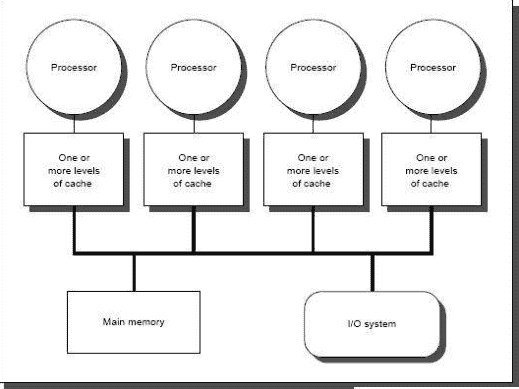 Processor
Processor
Processor
Processor
One or
more levels
of cache
One or
more levels
of cache
One or
more levels
of cache
One or
more levels
of cache
Main memory
I/O system